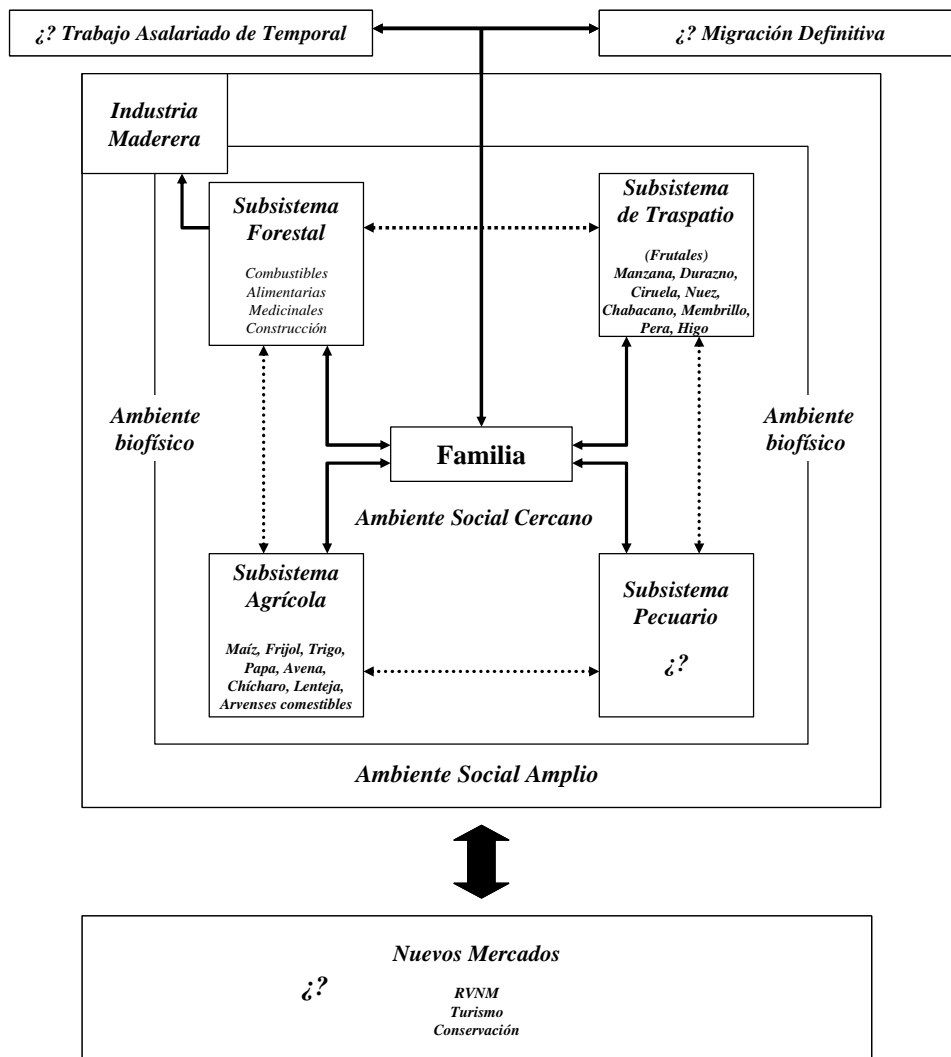 ¿? Trabajo Asalariado de Temporal
¿? Migración Definitiva
Industria
Maderera
Subsistema
Forestal
Combustibles
Alimentarias
Medicinales
Construcción
Subsistema
de Traspatio
(Frutales)
Manzana, Durazno,
Ciruela, Nuez,
Chabacano, Membrillo,
Pera, Higo
Ambiente
biofísico
Familia
Ambiente
biofísico
Ambiente Social Cercano
Subsistema
Agrícola
Maíz, Frijol, Trigo,
Papa, Avena,
Chícharo, Lenteja,
Arvenses comestibles
Subsistema
Pecuario
¿?
Ambiente Social Amplio
Nuevos Mercados
¿?
RVNM
Turismo
Conservación